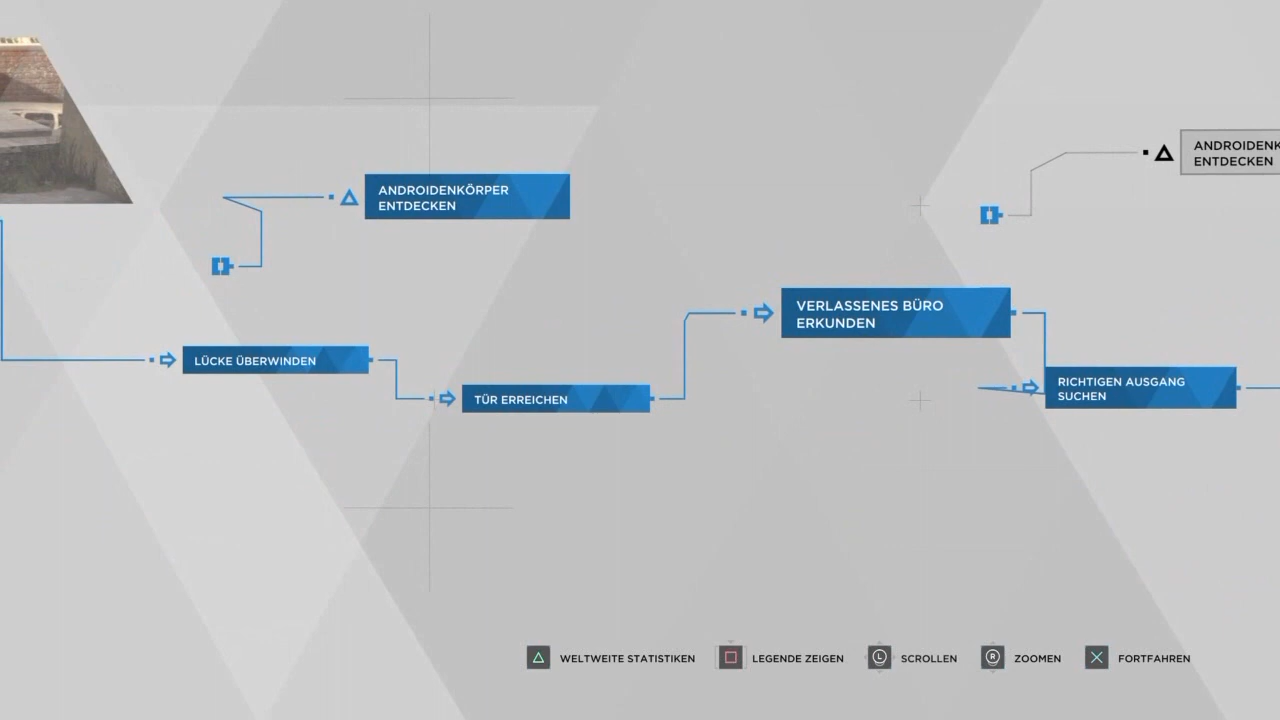 ANDROIDENK
ENTDECKEN
ANDROIDENKÖRPER
ENTDECKEN
VERLASSENES BÜRO
ERKUNDEN
LÜCKE ÜBERWINDEN
TÜR ERREICHEN
RICHTIGEN AUSGANG
SUCHEN
WELTWEITE STATISTIKEN
LEGENDE ZEIGEN
L
SCROLLEN
R
ZOOMEN
FORTFAHREN